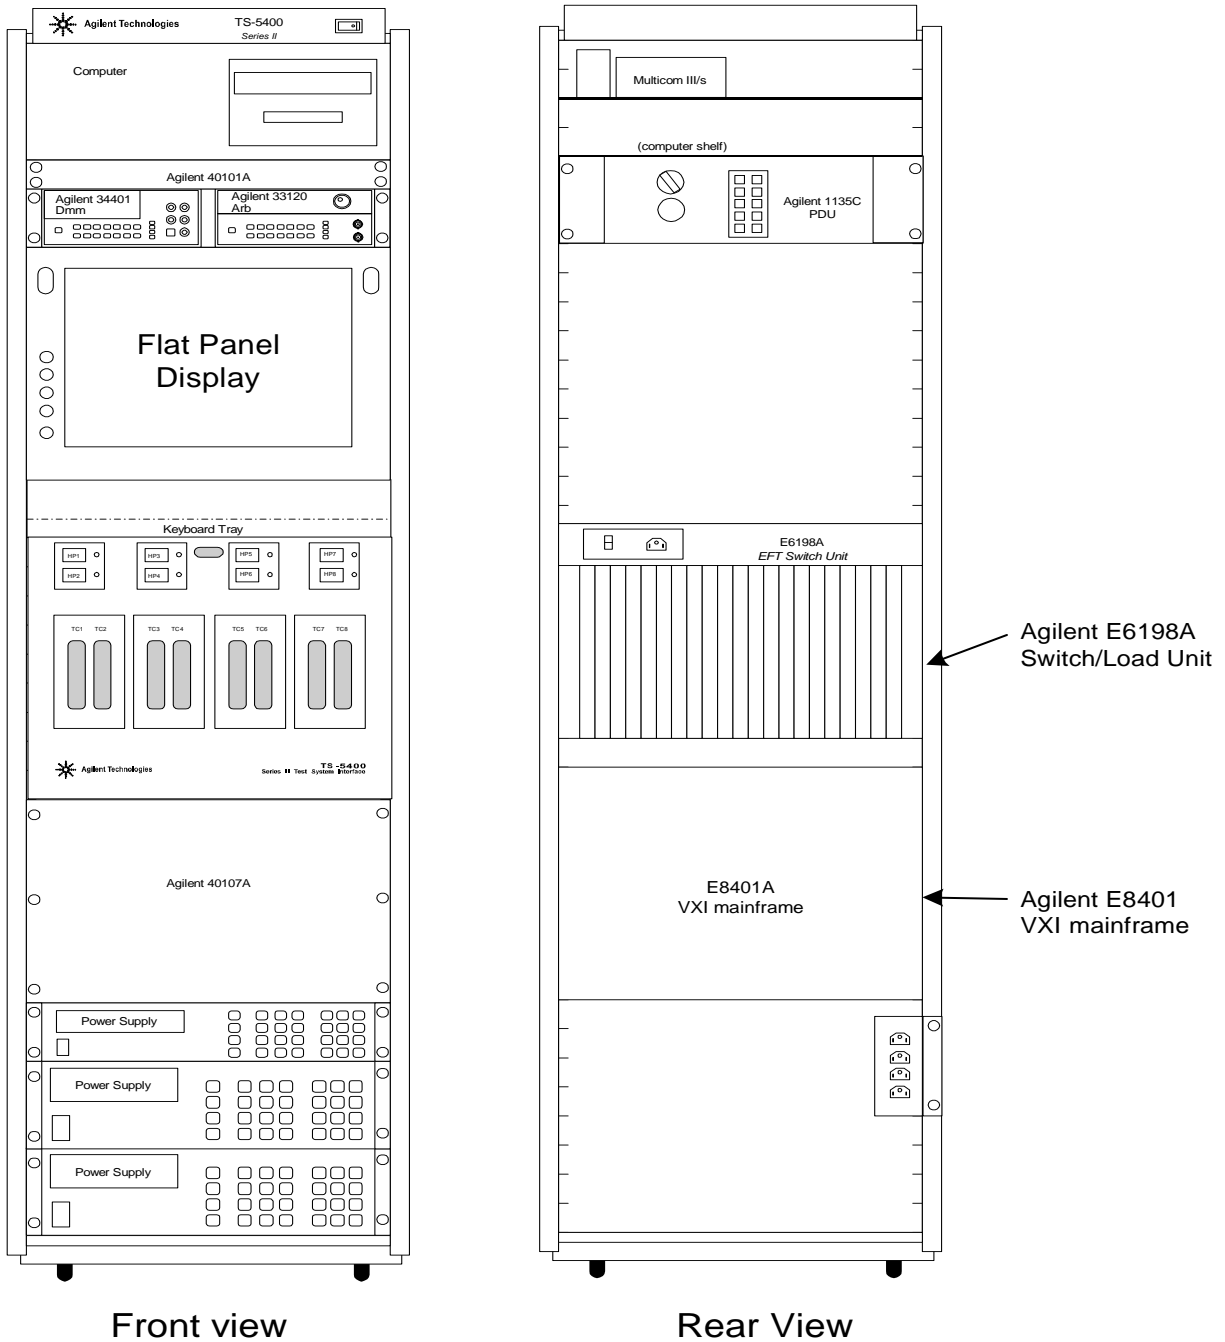 Agilent Technologies
TS-5400
Series II
Computer
Agilent 40101A
Agilent 34401
Dmm
Agilent 33120
Arb
Flat Panel
Display
Keyboard Tray
HP1
HP2
HP3
HP4
HP5
HP6
HP7
HP8
TC1 TC2
TC3 TC4
TC5 TC6
TC7 TC8
Agilent Technologies
TS-5400
Series II Test System Interface
Agilent 40107A
Power Supply
Power Supply
Power Supply
Front view
Multicom III/s
(computer shelf)
Agilent 1135C
PDU
E6198A
EFT Switch Unit
Agilent E6198A
Switch/Load Unit
E8401A
VXI mainframe
Agilent E8401
VXI mainframe
Rear View